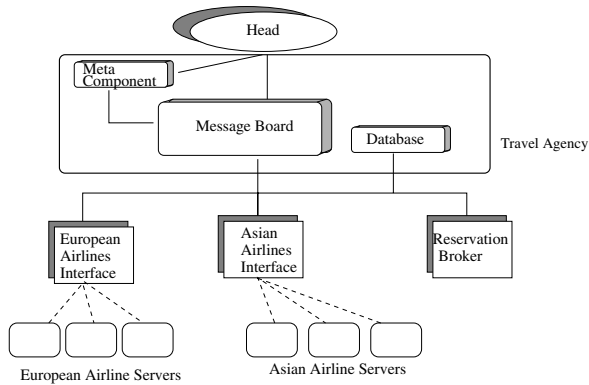 Head
Meta
Component
Message Board
Database
Travel Agency
European
Airlines
Interface
Asian
Airlines
Interface
Reservation
Broker
European Airline Servers
Asian Airline Servers